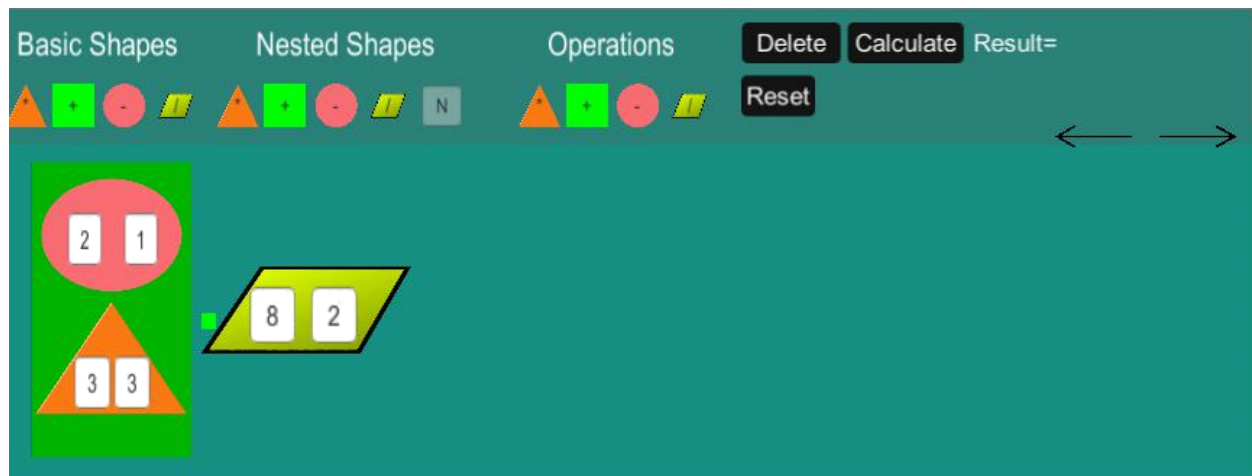 Basic Shapes Nested Shapes Operations Delete Calculate Result=
* + - / * + - / N * + - / Reset
2 1
8 2
3 3